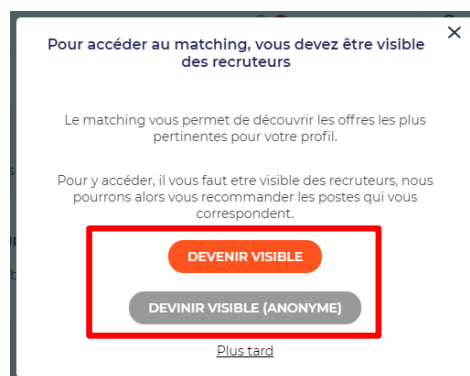 Pour accéder au matching, vous devez être visible
des recruteurs
Le matching vous permet de découvrir les offres les plus
pertinentes pour votre profil.
Pour y accéder, il vous faut etre visible des recruteurs, nous
pourrons alors vous recommander les postes qui vous
correspondent.
DEVENIR VISIBLE
DEVINIR VISIBLE (ANONYME)
Plus tard